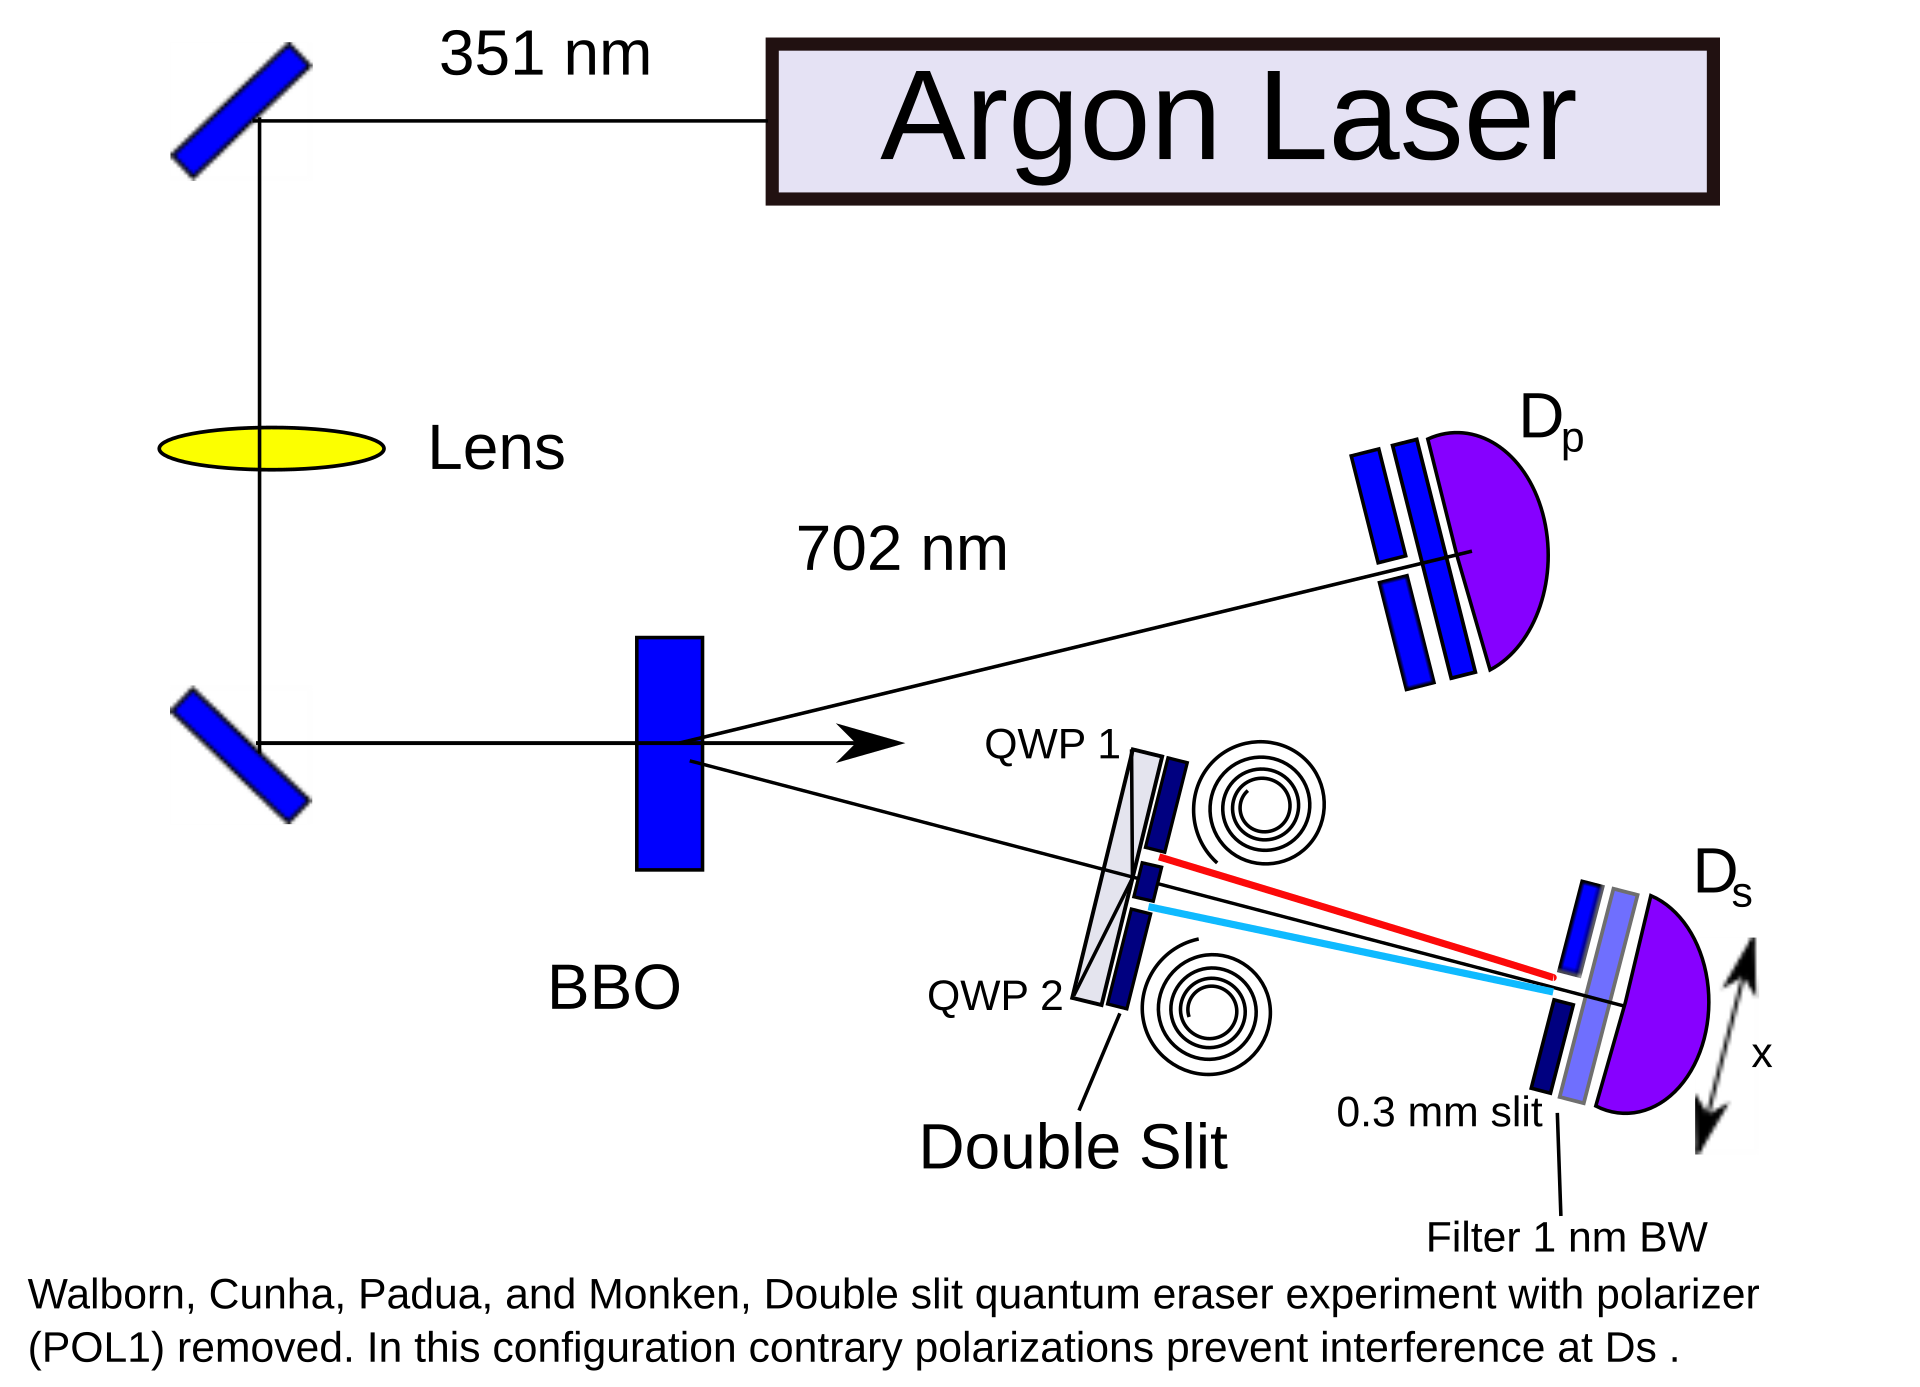 351 nm
Argon Laser
Lens
Dp
702 nm
QWP 1
Ds
BBO
QWP 2
x
0.3 mm slit
Double Slit
Filter 1 nm BW
Walborn, Cunha, Padua, and Monken, Double slit quantum eraser experiment with polarizer
(POL1) removed. In this configuration contrary polarizations prevent interference at Ds .